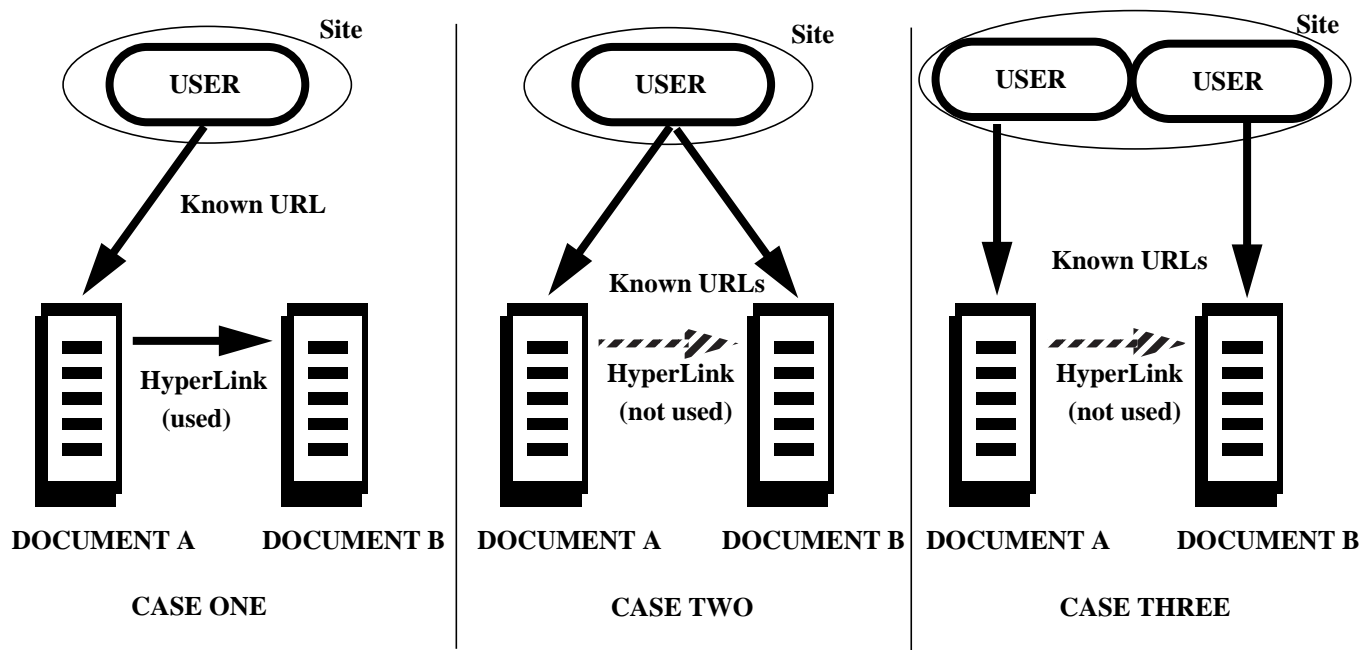 Site
USER
Known URL
HyperLink
(used)
DOCUMENT A
DOCUMENT B
CASE ONE
Site
USER
Known URLs
HyperLink
(not used)
DOCUMENT A
DOCUMENT B
CASE TWO
Site
USER
USER
Known URLs
HyperLink
(not used)
DOCUMENT A
DOCUMENT B
CASE THREE